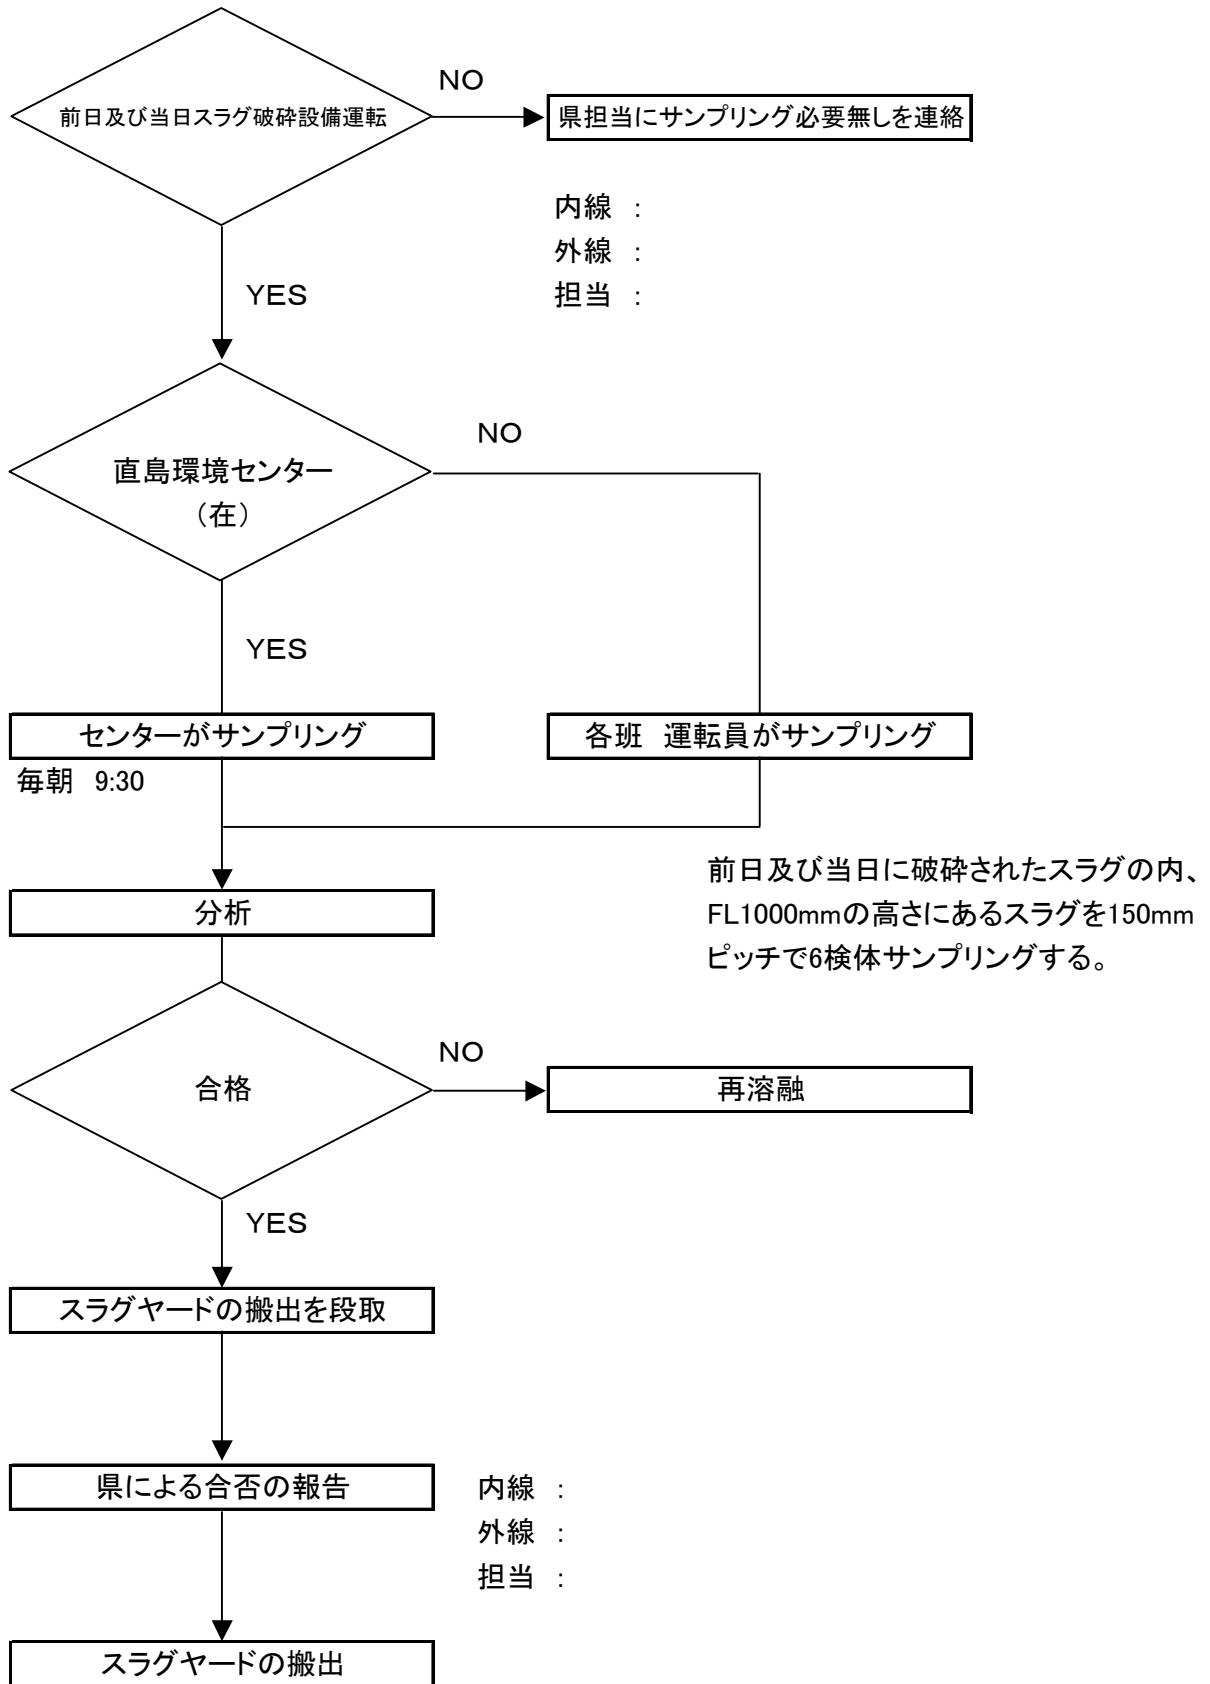 NO
前日及び当日スラグ破砕設備運転
県担当にサンプリング必要無しを連絡
内線　：
外線　：
担当　：
YES
NO
直島環境センター
（在）
YES
センターがサンプリング
各班　運転員がサンプリング
毎朝　9:30
前日及び当日に破砕されたスラグの内、
FL1000mmの高さにあるスラグを150mm
ピッチで6検体サンプリングする。
分析
NO
合格
再溶融
YES
スラグヤードの搬出を段取
県による合否の報告
内線　：
外線　：
担当　：
スラグヤードの搬出